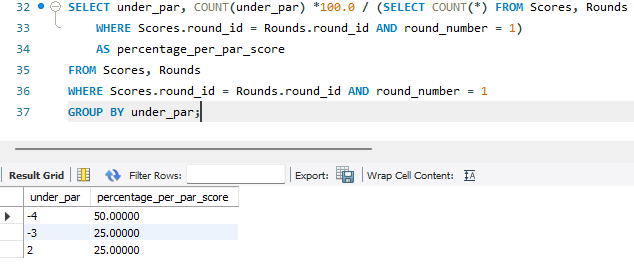 32 SELECT under_par, COUNT(under_par) *100.0 / (SELECT COUNT(*) FROM Scores, Rounds
33 WHERE Scores.round_id = Rounds.round_id AND round_number = 1)
34 AS percentage_per_par_score
35 FROM Scores, Rounds
36 WHERE Scores.round_id = Rounds.round_id AND round_number = 1
37 GROUP BY under_par;
Result Grid Filter Rows: Export: Wrap Cell Content:
under_par percentage_per_par_score
-4 50.00000
-3 25.00000
2 25.00000